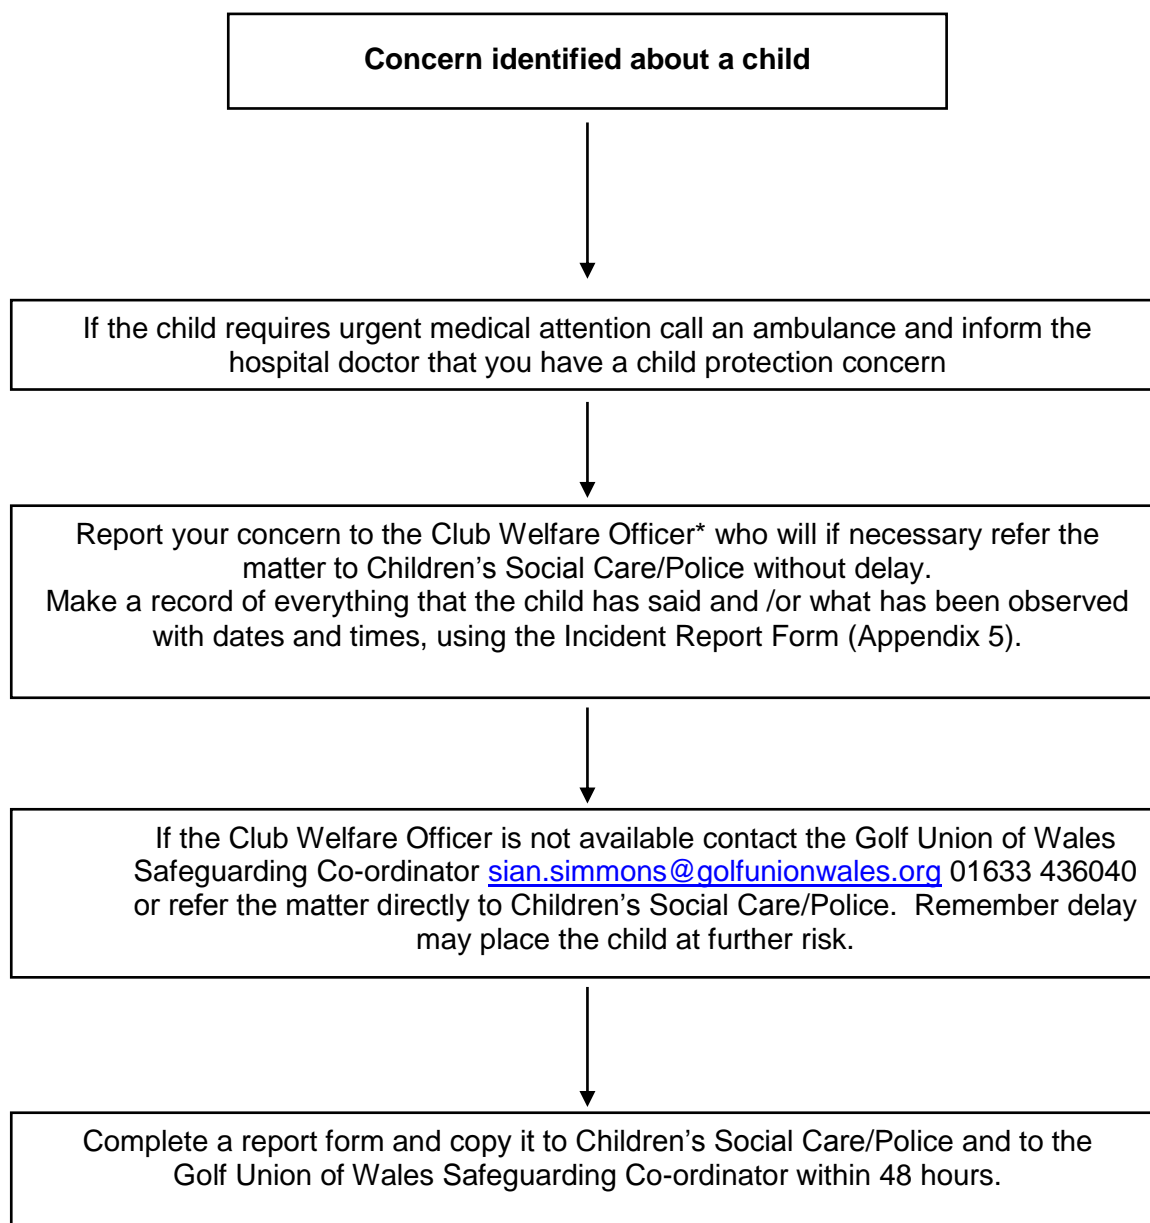 Concern identified about a child
If the child requires urgent medical attention call an ambulance and inform the
hospital doctor that you have a child protection concern
Report your concern to the Club Welfare Officer* who will if necessary refer the
matter to Children’s Social Care/Police without delay.
Make a record of everything that the child has said and /or what has been observed
with dates and times, using the Incident Report Form (Appendix 5).
If the Club Welfare Officer is not available contact the Golf Union of Wales
Safeguarding Co-ordinator sian.simmons@golfunionwales.org 01633 436040
or refer the matter directly to Children’s Social Care/Police.  Remember delay
may place the child at further risk.
Complete a report form and copy it to Children’s Social Care/Police and to the
Golf Union of Wales Safeguarding Co-ordinator within 48 hours.